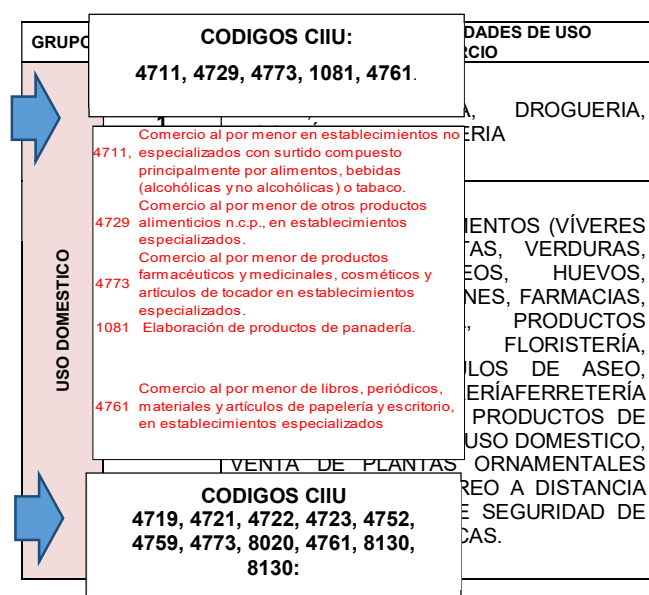 GRUPO
DADES DE USO
RCIO
CODIGOS CIIU:
4711, 4729, 4773, 1081, 4761.
DROGUERIA,
ERIA
4711, Comercio al por menor en establecimientos no
especializados con surtido compuesto
principalmente por alimentos, bebidas
(alcohólicas y no alcohólicas) o tabaco.
4729 Comercio al por menor de otros productos
alimenticios n.c.p., en establecimientos
especializados.
4773 Comercio al por menor de productos
farmacéuticos y medicinales, cosméticos y
artículos de tocador en establecimientos
especializados.
1081 Elaboración de productos de panadería.
4761 Comercio al por menor de libros, periódicos,
materiales y artículos de papelería y escritorio,
en establecimientos especializados
USO DOMESTICO
IENTOS (VÍVERES
TAS, VERDURAS,
EOS, HUEVOS,
NES, FARMACIAS,
PRODUCTOS
FLORISTERÍA,
LOS DE ASEO,
ERÍAFERRETERÍA
PRODUCTOS DE
USO DOMESTICO,
VENTA DE PLANTAS ORNAMENTALES
REO A DISTANCIA
E SEGURIDAD DE
CAS.
CODIGOS CIIU
4719, 4721, 4722, 4723, 4752,
4759, 4773, 8020, 4761, 8130,
8130: